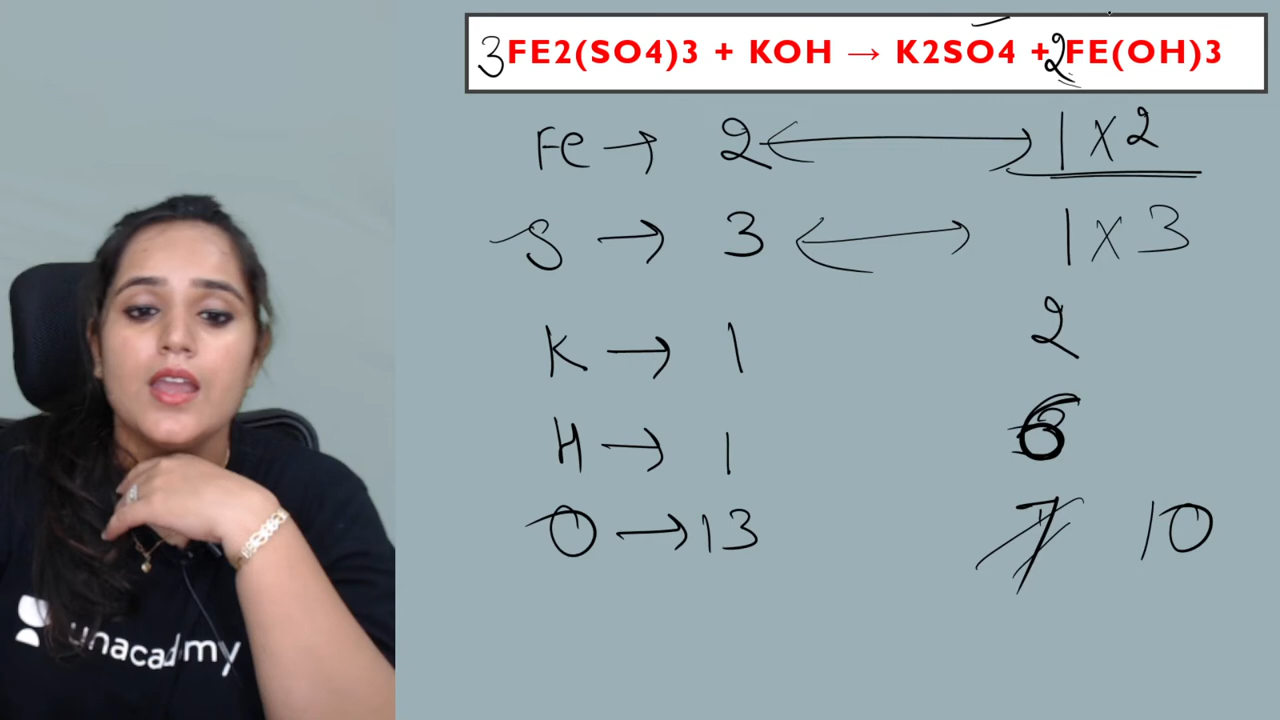 3FE2(SO4)3 + KOH → K2SO4 + 2FE(OH)3
Fe → 2 ⟷ 1 X 2
S → 3 ⟷ 1 X 3
K → 1 2
H → 1 6
O → 13 7 10
unacademy